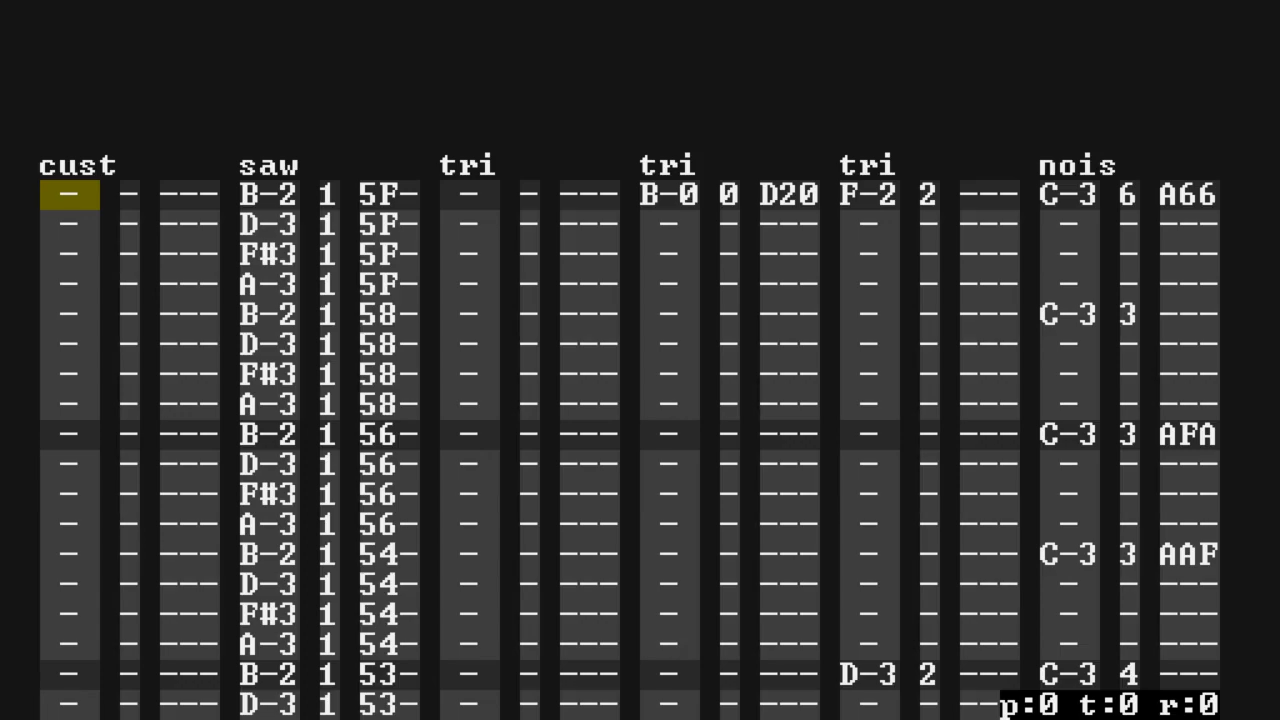 cust saw tri tri tri nois
- - --- B-2 1 5F- - - --- B-0 0 D20 F-2 2 --- C-3 6 A66
- - --- D-3 1 5F- - - --- - - --- - - --- - - ---
- - --- F#3 1 5F- - - --- - - --- - - --- - - ---
- - --- A-3 1 5F- - - --- - - --- - - --- - - ---
- - --- B-2 1 58- - - --- - - --- - - --- C-3 3 ---
- - --- D-3 1 58- - - --- - - --- - - --- - - ---
- - --- F#3 1 58- - - --- - - --- - - --- - - ---
- - --- A-3 1 58- - - --- - - --- - - --- - - ---
- - --- B-2 1 56- - - --- - - --- - - --- C-3 3 AFA
- - --- D-3 1 56- - - --- - - --- - - --- - - ---
- - --- F#3 1 56- - - --- - - --- - - --- - - ---
- - --- A-3 1 56- - - --- - - --- - - --- - - ---
- - --- B-2 1 54- - - --- - - --- - - --- C-3 3 AAF
- - --- D-3 1 54- - - --- - - --- - - --- - - ---
- - --- F#3 1 54- - - --- - - --- - - --- - - ---
- - --- A-3 1 54- - - --- - - --- - - --- - - ---
- - --- B-2 1 53- - - --- - - --- D-3 2 --- C-3 4 ---
- - --- D-3 1 53- - - --- - - --- - - --- p:0 t:0 r:0